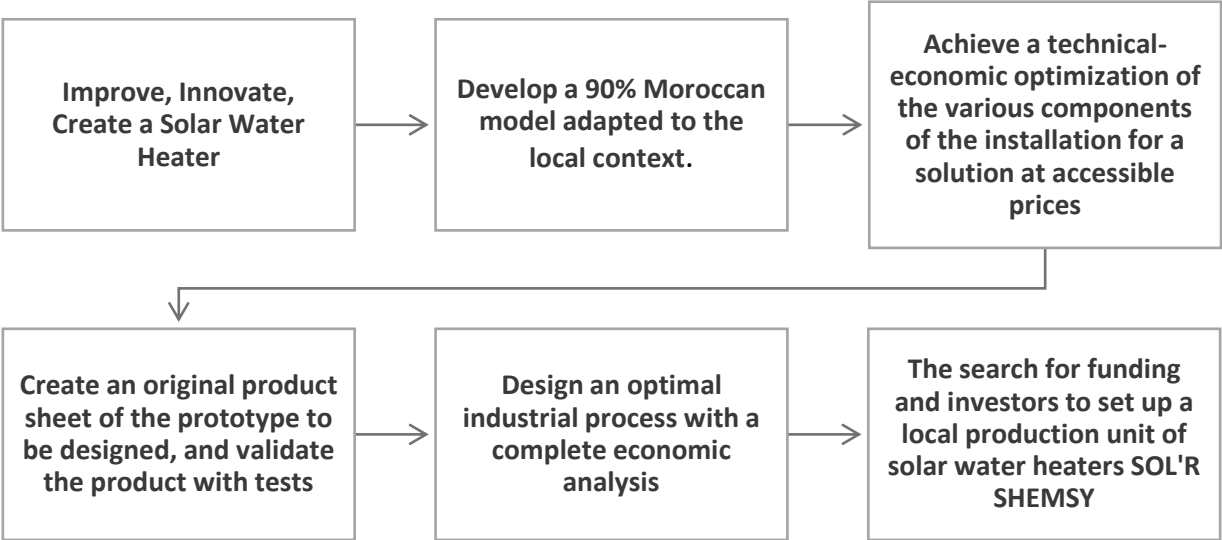 Improve, Innovate,
Create a Solar Water
Heater
Develop a 90% Moroccan
model adapted to the
local context.
Achieve a technical-
economic optimization of
the various components
of the installation for a
solution at accessible
prices
Create an original product
sheet of the prototype to
be designed, and validate
the product with tests
Design an optimal
industrial process with a
complete economic
analysis
The search for funding
and investors to set up a
local production unit of
solar water heaters SOL'R
SHEMSY